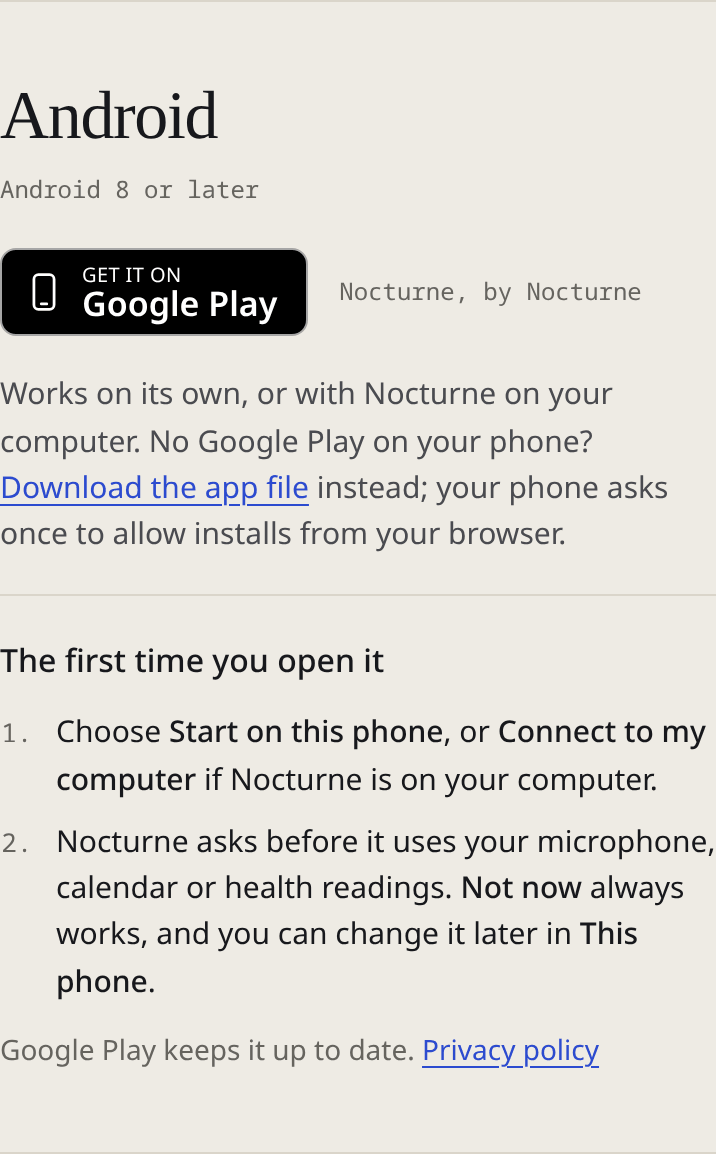 Android
Android 8 or later
GET IT ON
Google Play
Nocturne, by Nocturne
Works on its own, or with Nocturne on your
computer. No Google Play on your phone?
Download the app file instead; your phone asks
once to allow installs from your browser.
The first time you open it
1. Choose Start on this phone, or Connect to my
computer if Nocturne is on your computer.
2. Nocturne asks before it uses your microphone,
calendar or health readings. Not now always
works, and you can change it later in This
phone.
Google Play keeps it up to date. Privacy policy